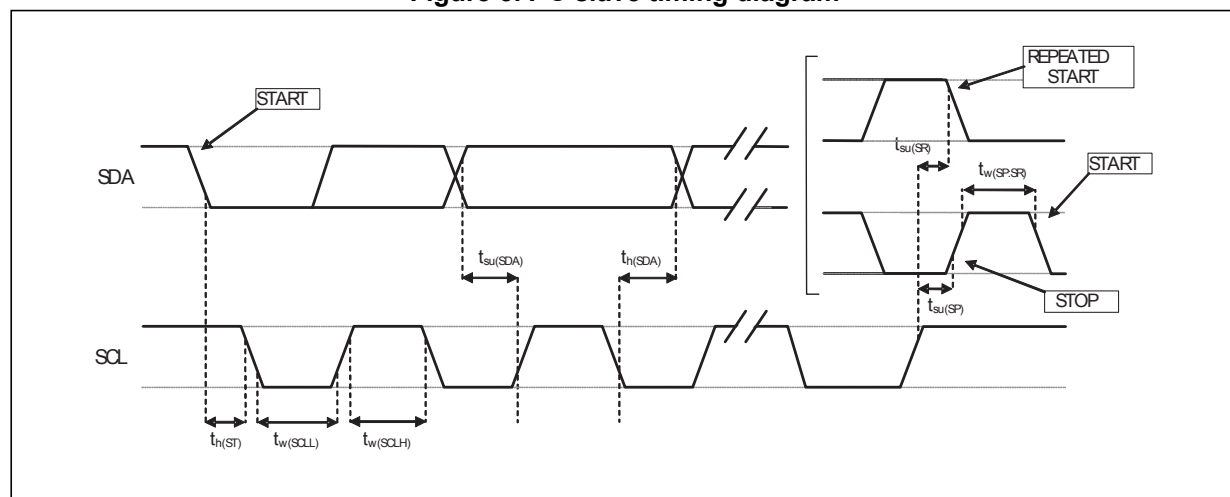 START
REPEATED
START
SDA
t_su(SR)
t_w(SP:SR)
START
t_su(SDA)
t_h(SDA)
t_su(SP)
STOP
SCL
t_h(ST)
t_w(SCLL)
t_w(SCLH)